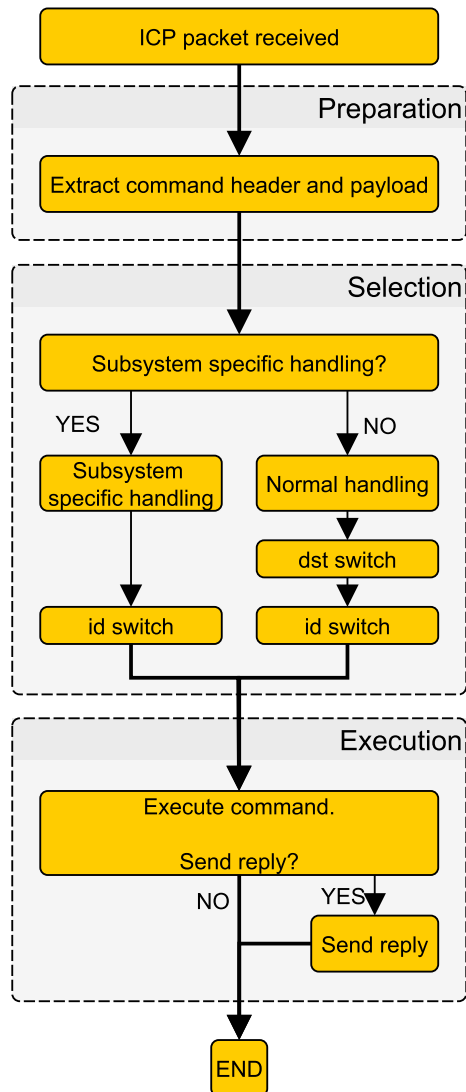 ICP packet received
Preparation
Extract command header and payload
Selection
Subsystem specific handling?
YES
NO
Subsystem
specific handling
Normal handling
dst switch
id switch
id switch
Execution
Execute command.
Send reply?
NO
YES
Send reply
END